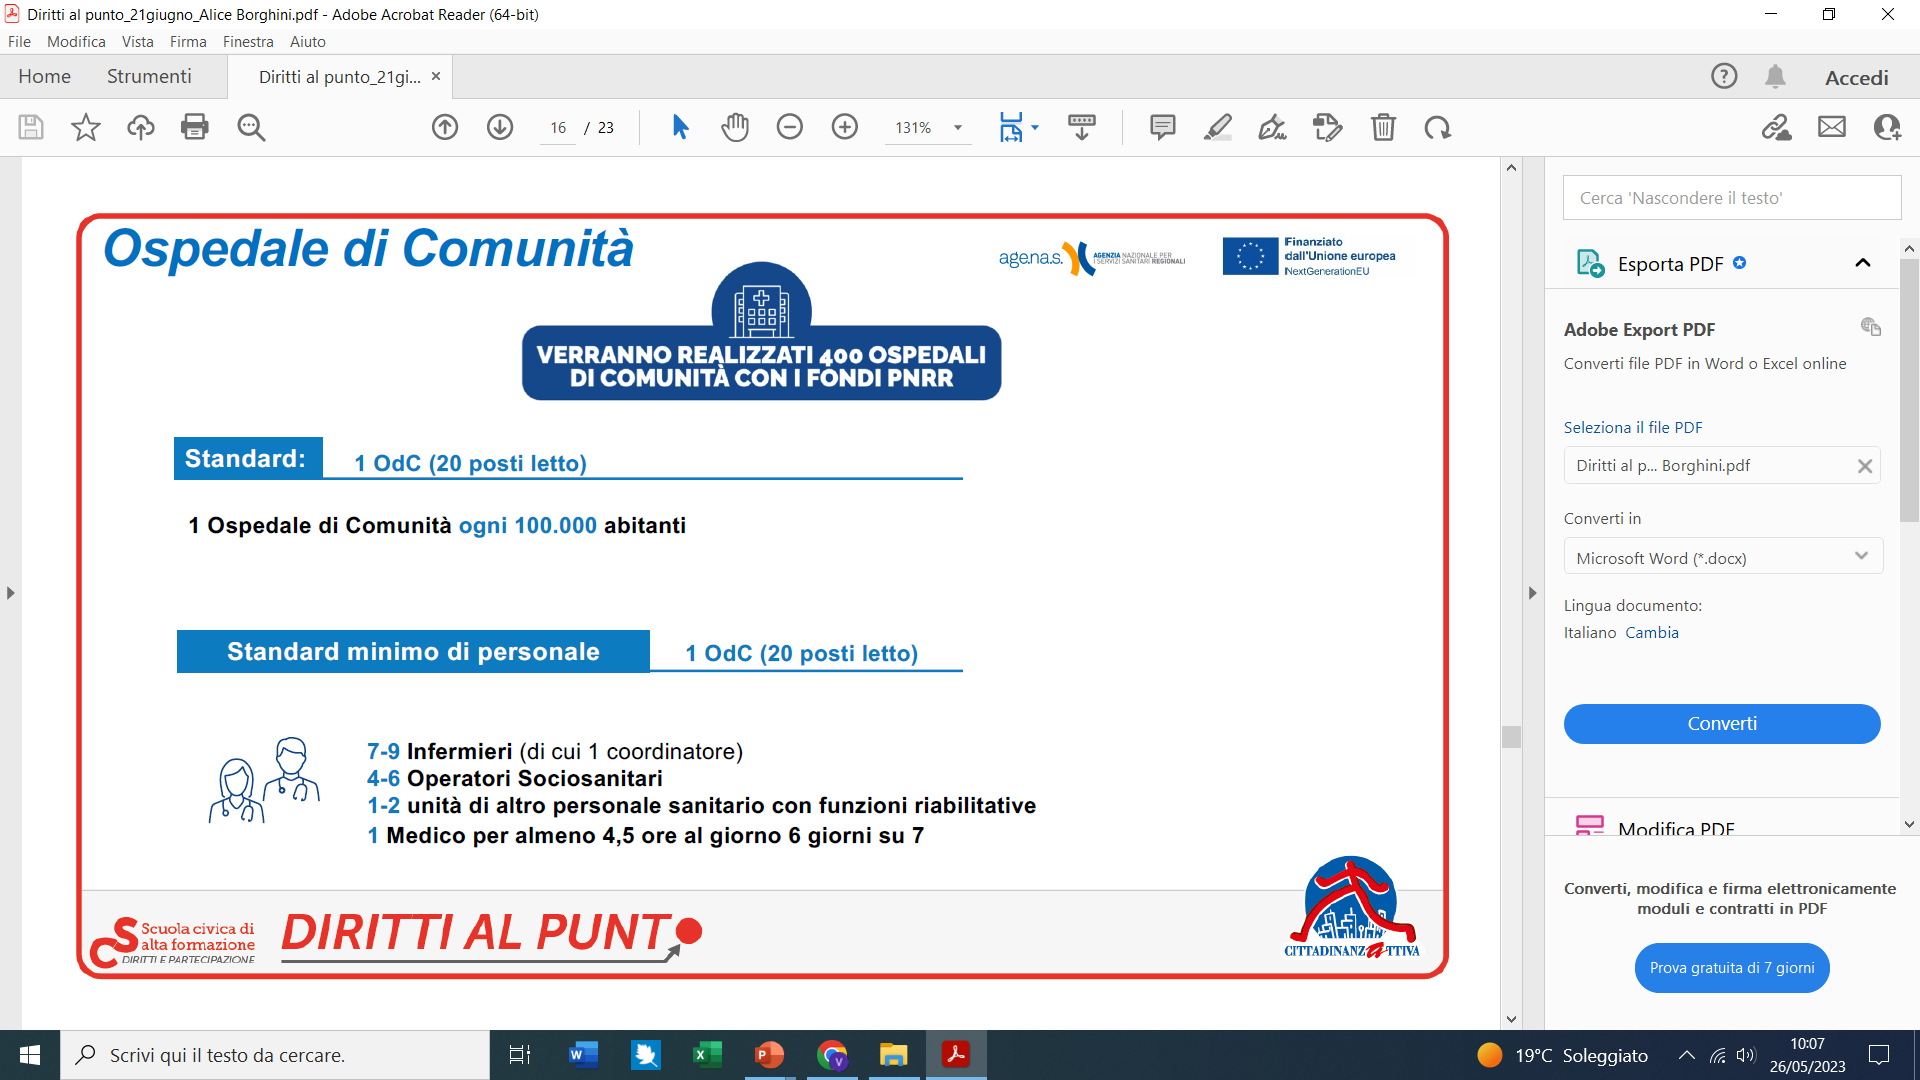 Diritti al punto_21giugno_Alice Borghini.pdf - Adobe Acrobat Reader (64-bit)
File Modifica Vista Firma Finestra Aiuto
Home Strumenti Diritti al punto_21gi... × Accedi
16 / 23 131%
Ospedale di Comunità
age.na.s. AGENZIA NAZIONALE PER
I SERVIZI SANITARI REGIONALI
Finanziato
dall'Unione europea
NextGenerationEU
VERRANNO REALIZZATI 400 OSPEDALI
DI COMUNITÀ CON I FONDI PNRR
Standard: 1 OdC (20 posti letto)
1 Ospedale di Comunità ogni 100.000 abitanti
Standard minimo di personale 1 OdC (20 posti letto)
7-9 Infermieri (di cui 1 coordinatore)
4-6 Operatori Sociosanitari
1-2 unità di altro personale sanitario con funzioni riabilitative
1 Medico per almeno 4,5 ore al giorno 6 giorni su 7
CS Scuola civica di
alta formazione
DIRITTI E PARTECIPAZIONE
DIRITTI AL PUNTO
CITTADINANZATTIVA
Cerca 'Nascondere il testo'
Esporta PDF
Adobe Export PDF
Converti file PDF in Word o Excel online
Seleziona il file PDF
Diritti al p... Borghini.pdf
Converti in
Microsoft Word (*.docx)
Lingua documento:
Italiano Cambia
Converti
Modifica PDF
Converti, modifica e firma elettronicamente
moduli e contratti in PDF
Prova gratuita di 7 giorni
Scrivi qui il testo da cercare.
19°C Soleggiato
10:07
26/05/2023